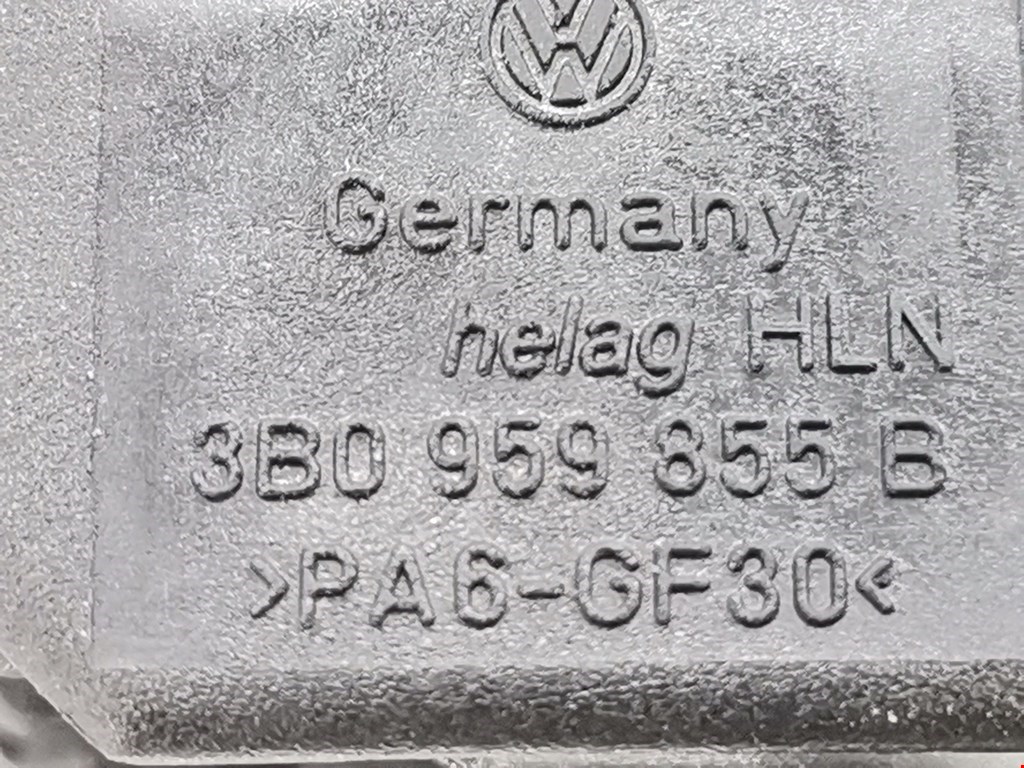 Germany
helag HLN
3B0 959 855 B
>PA6-GF30<